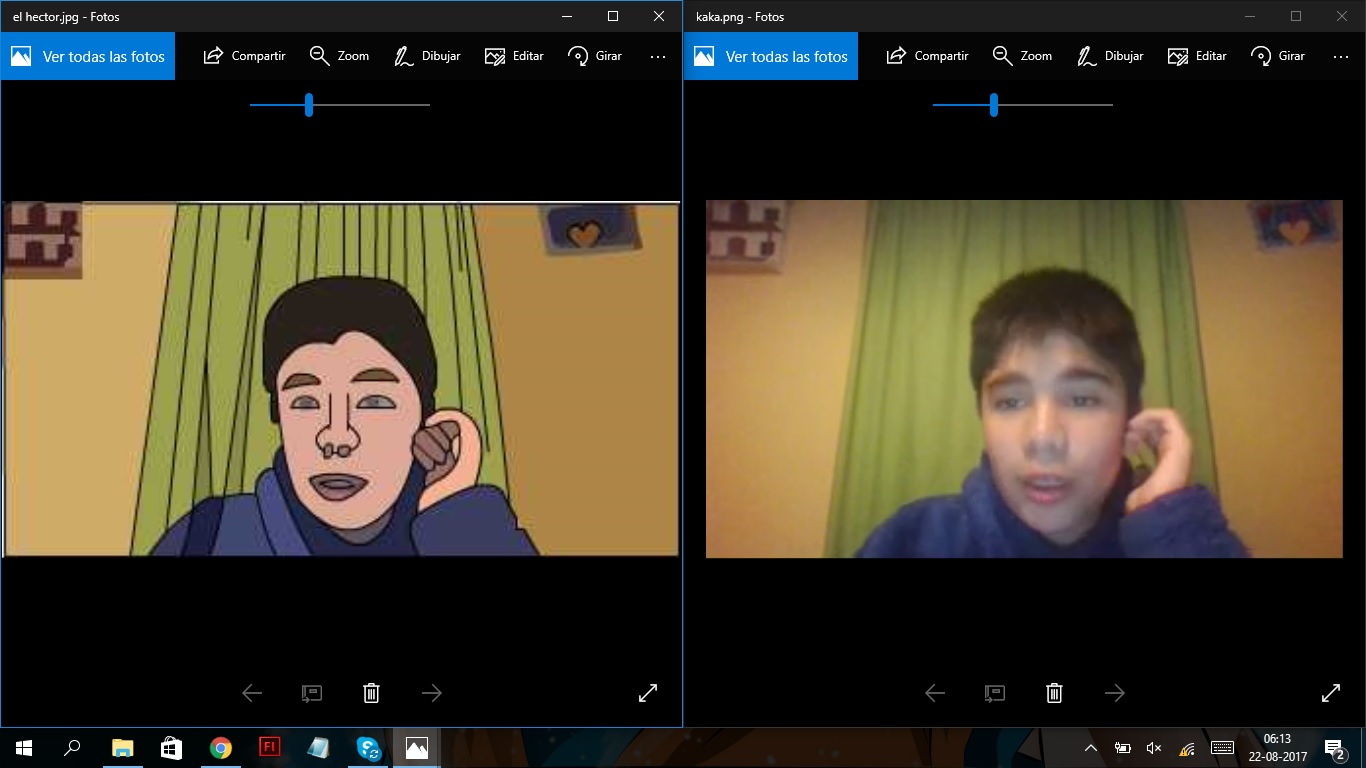 el hector.jpg - Fotos
Ver todas las fotos Compartir Zoom Dibujar Editar Girar ...
kaka.png - Fotos
Ver todas las fotos Compartir Zoom Dibujar Editar Girar ...
Fl
06:13
22-08-2017
2